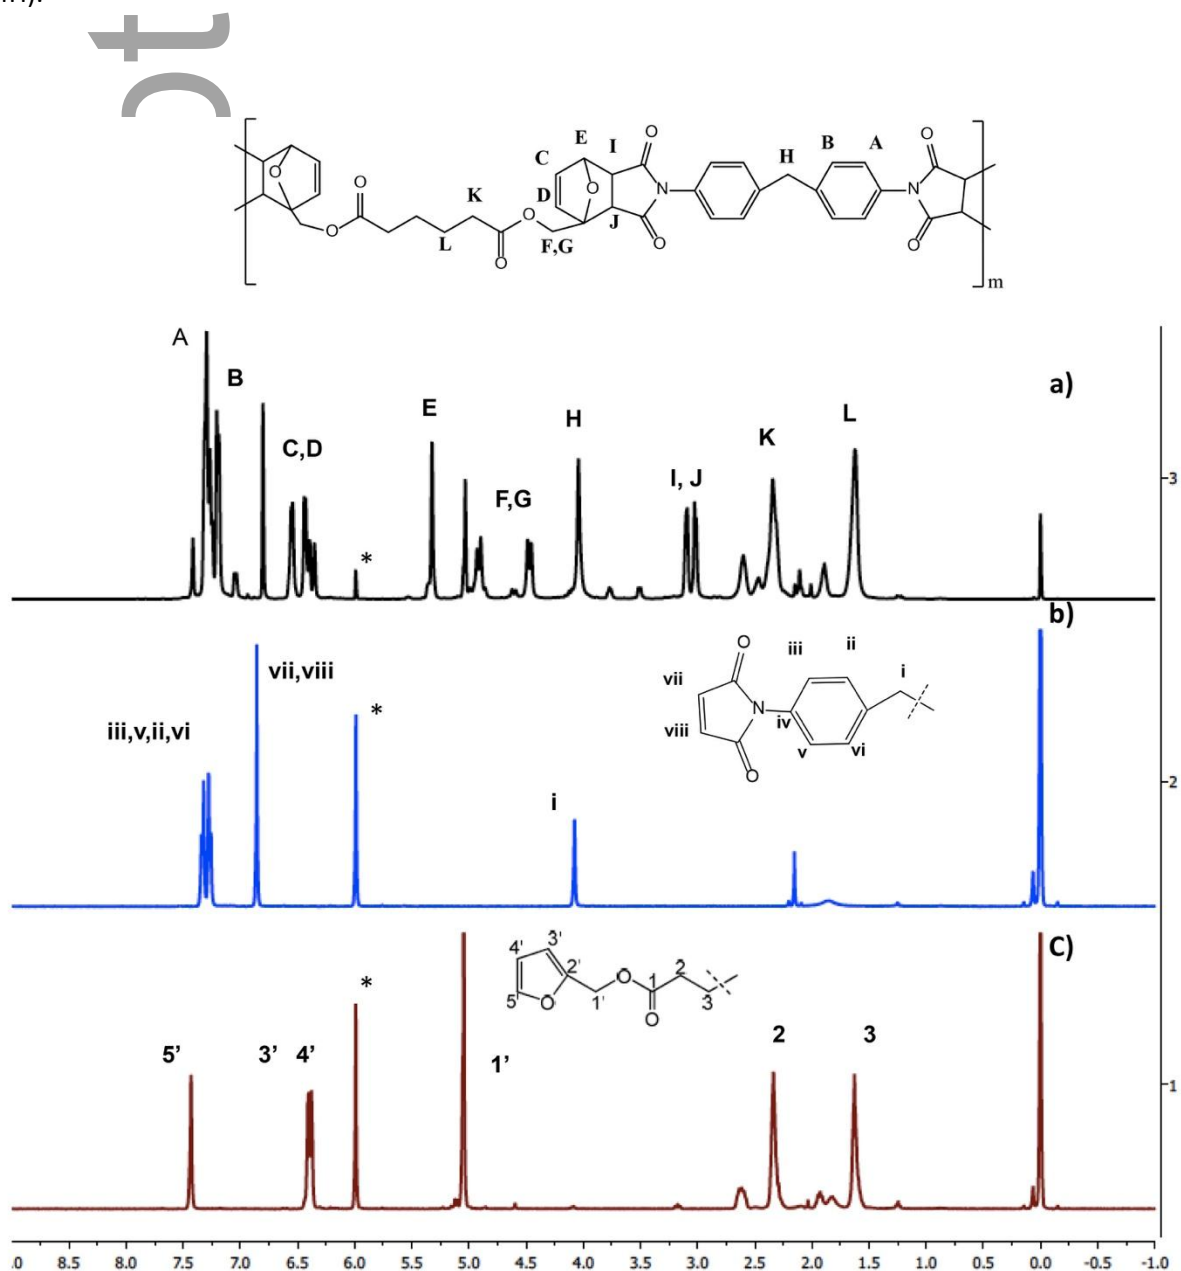 pt
E I O O
C B A H
O D N N O
O K O J O
O L O F,G O O
m
A
a)
B
L
E H
K
C,D
I, J
F,G
3
*
b)
O iii ii
vii i
vii,viii
N
iv
viii v vi
O
iii,v,ii,vi
*
2
i
C)
4' 3'
2' O 1 2
5' O 1' 3
O
*
5’ 3’ 4’ 1’ 2 3
1
.0 8.5 8.0 7.5 7.0 6.5 6.0 5.5 5.0 4.5 4.0 3.5 3.0 2.5 2.0 1.5 1.0 0.5 0.0 -0.5 -1.0